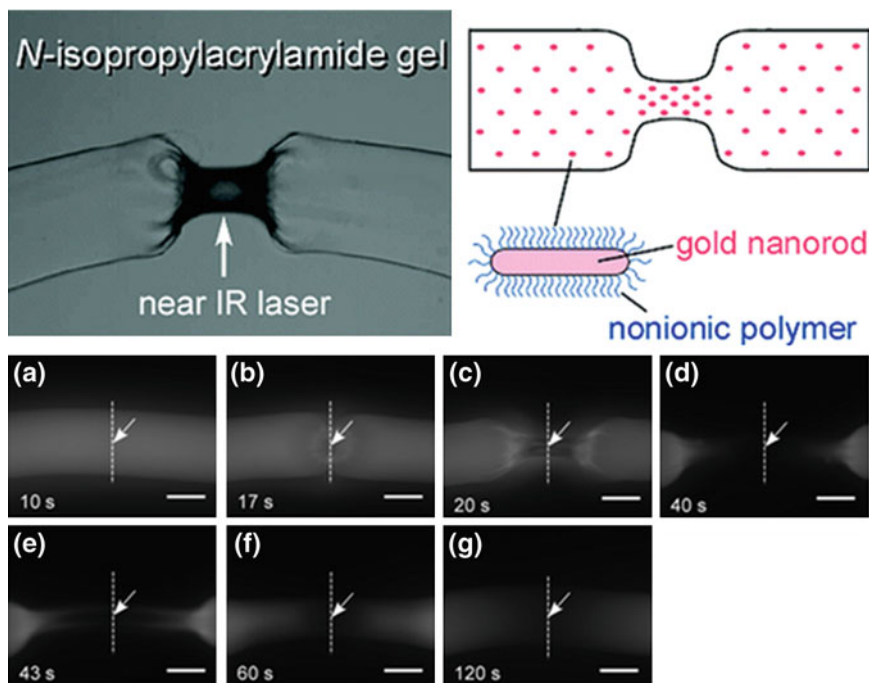 N-isopropylacrylamide gel
near IR laser
gold nanorod
nonionic polymer
(a)
10 s
(b)
17 s
(c)
20 s
(d)
40 s
(e)
43 s
(f)
60 s
(g)
120 s